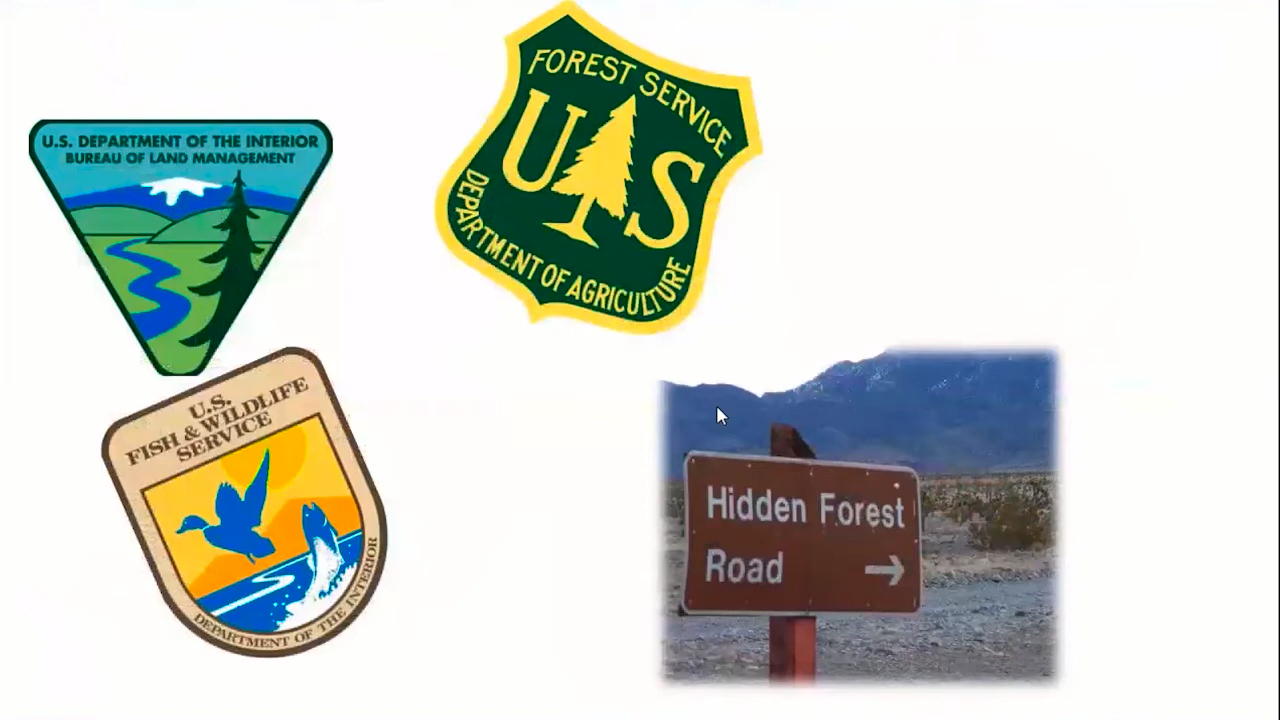 U.S. DEPARTMENT OF THE INTERIOR
BUREAU OF LAND MANAGEMENT
FOREST SERVICE
U S
DEPARTMENT OF AGRICULTURE
U.S.
FISH & WILDLIFE
SERVICE
DEPARTMENT OF THE INTERIOR
Hidden Forest
Road →